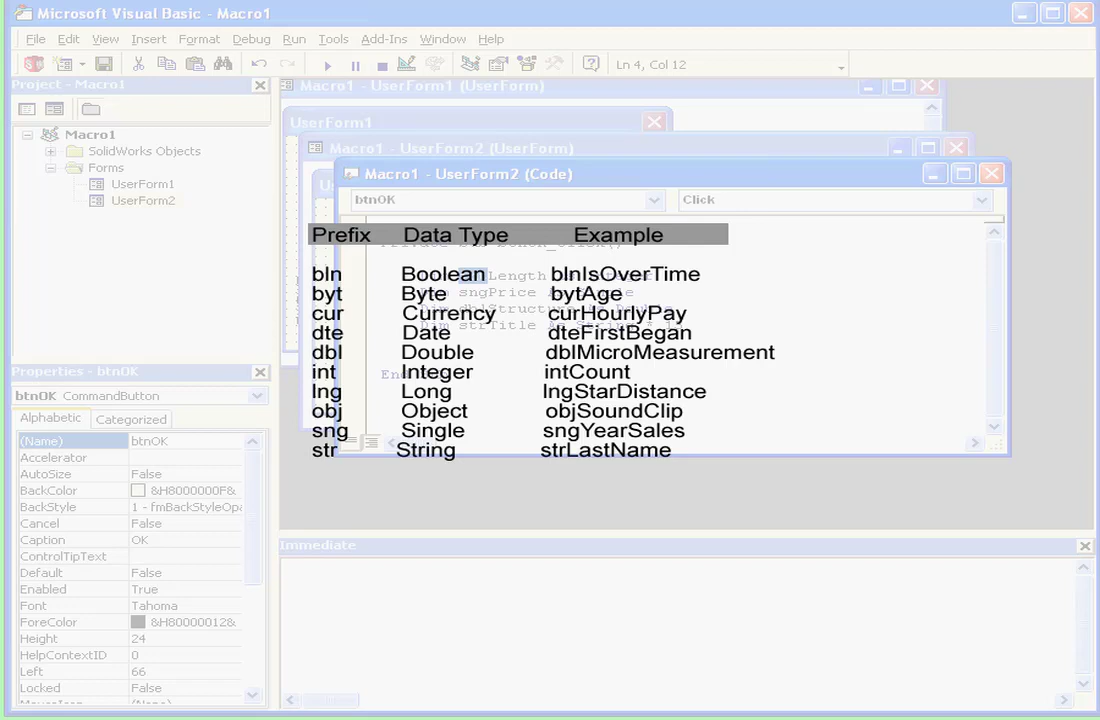 Microsoft Visual Basic - Macro1
File Edit View Insert Format Debug Run Tools Add-Ins Window Help
Ln 4, Col 12
Project - Macro1
Macro1
SolidWorks Objects
Forms
UserForm1
UserForm2
Macro1 - UserForm1 (UserForm)
UserForm1
Macro1 - UserForm2 (UserForm)
Macro1 - UserForm2 (Code)
btnOK Click
Prefix Data Type Example
bln Boolean blnIsOverTime
byt Byte bytAge
cur Currency curHourlyPay
dte Date dteFirstBegan
dbl Double dblMicroMeasurement
int Integer intCount
lng Long lngStarDistance
obj Object objSoundClip
sng Single sngYearSales
str String strLastName
Properties - btnOK
btnOK CommandButton
Alphabetic Categorized
(Name) btnOK
Accelerator
AutoSize False
BackColor &H8000000F&
BackStyle 1 - fmBackStyleOpa
Cancel False
Caption OK
ControlTipText
Default False
Enabled True
Font Tahoma
ForeColor &H80000012&
Height 24
HelpContextID 0
Left 66
Locked False
Immediate